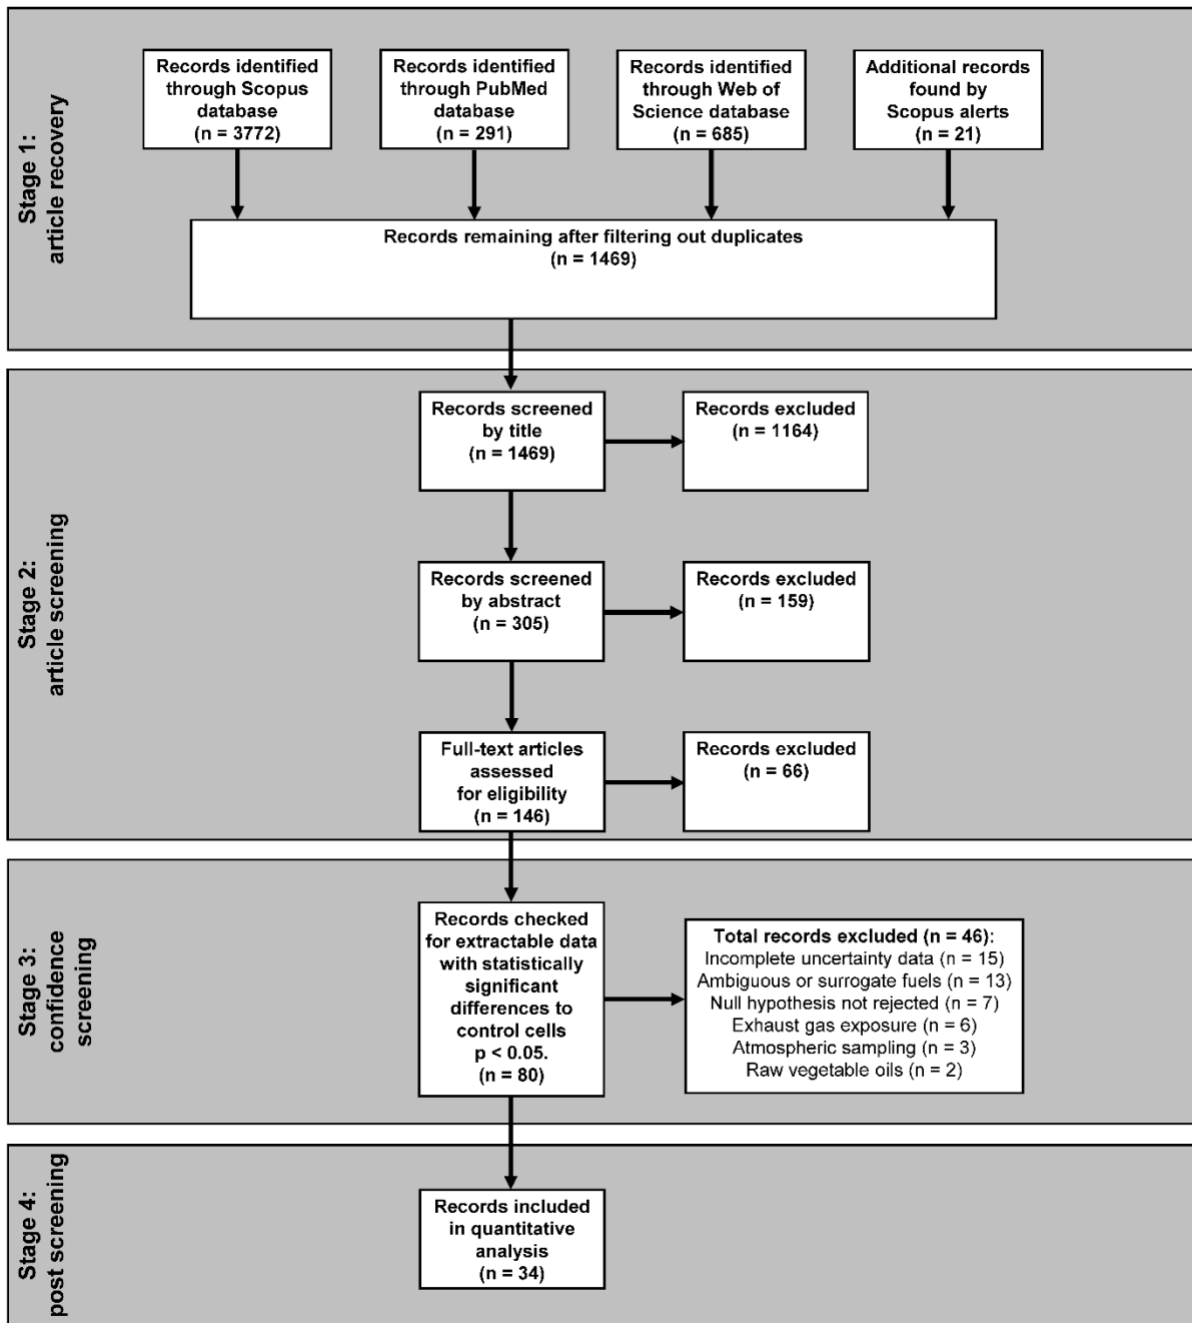 Stage 1:
article recovery
Records identified
through Scopus
database
(n = 3772)
Records identified
through PubMed
database
(n = 291)
Records identified
through Web of
Science database
(n = 685)
Additional records
found by
Scopus alerts
(n = 21)
Records remaining after filtering out duplicates
(n = 1469)
Stage 2:
article screening
Records screened
by title
(n = 1469)
Records excluded
(n = 1164)
Records screened
by abstract
(n = 305)
Records excluded
(n = 159)
Full-text articles
assessed
for eligibility
(n = 146)
Records excluded
(n = 66)
Stage 3:
confidence
screening
Records checked
for extractable data
with statistically
significant
differences to
control cells
p < 0.05.
(n = 80)
Total records excluded (n = 46):
Incomplete uncertainty data (n = 15)
Ambiguous or surrogate fuels (n = 13)
Null hypothesis not rejected (n = 7)
Exhaust gas exposure (n = 6)
Atmospheric sampling (n = 3)
Raw vegetable oils (n = 2)
Stage 4:
post screening
Records included
in quantitative
analysis
(n = 34)